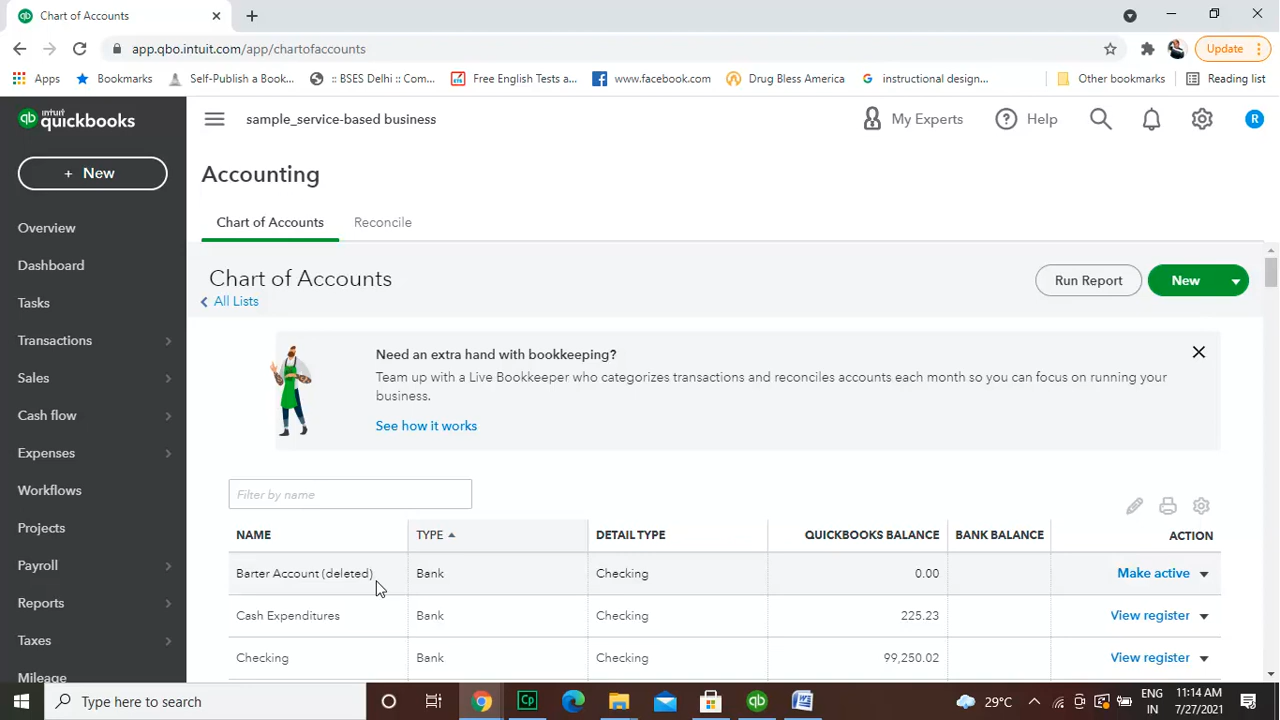 Chart of Accounts
app.qbo.intuit.com/app/chartofaccounts
Update
Apps
Bookmarks
Self-Publish a Book...
:: BSES Delhi :: Com...
Free English Tests a...
www.facebook.com
Drug Bless America
instructional design...
Other bookmarks
Reading list
intuit
quickbooks
sample_service-based business
My Experts
Help
R
+ New
Overview
Dashboard
Tasks
Transactions
Sales
Cash flow
Expenses
Workflows
Projects
Payroll
Reports
Taxes
Mileage
Accounting
Chart of Accounts
Reconcile
Chart of Accounts
All Lists
Run Report
New
Need an extra hand with bookkeeping?
Team up with a Live Bookkeeper who categorizes transactions and reconciles accounts each month so you can focus on running your
business.
See how it works
Filter by name
NAME TYPE DETAIL TYPE QUICKBOOKS BALANCE BANK BALANCE ACTION
Barter Account (deleted) Bank Checking 0.00 Make active
Cash Expenditures Bank Checking 225.23 View register
Checking Bank Checking 99,250.02 View register
Type here to search
29°C
ENG
IN
11:14 AM
7/27/2021